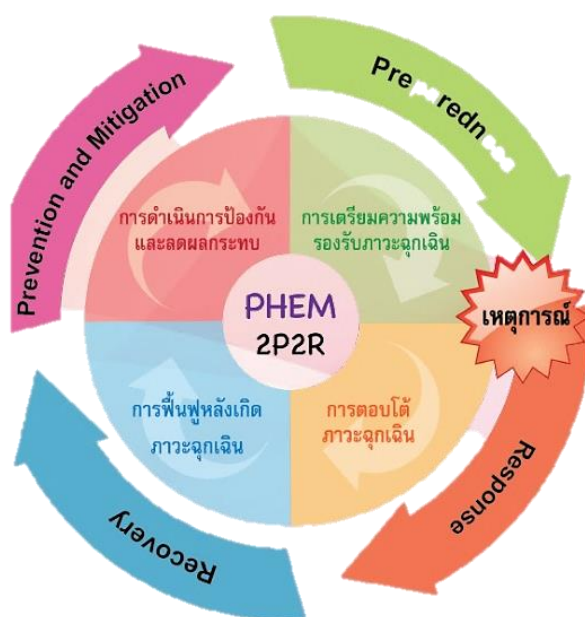 Prevention and Mitigation
การดำเนินการป้องกัน
และลดผลกระทบ
การเตรียมความพร้อม
รองรับภาวะฉุกเฉิน
PHEM
2P2R
เหตุการณ์
การฟื้นฟูหลังเกิด
ภาวะฉุกเฉิน
การตอบโต้
ภาวะฉุกเฉิน
Response
Recovery